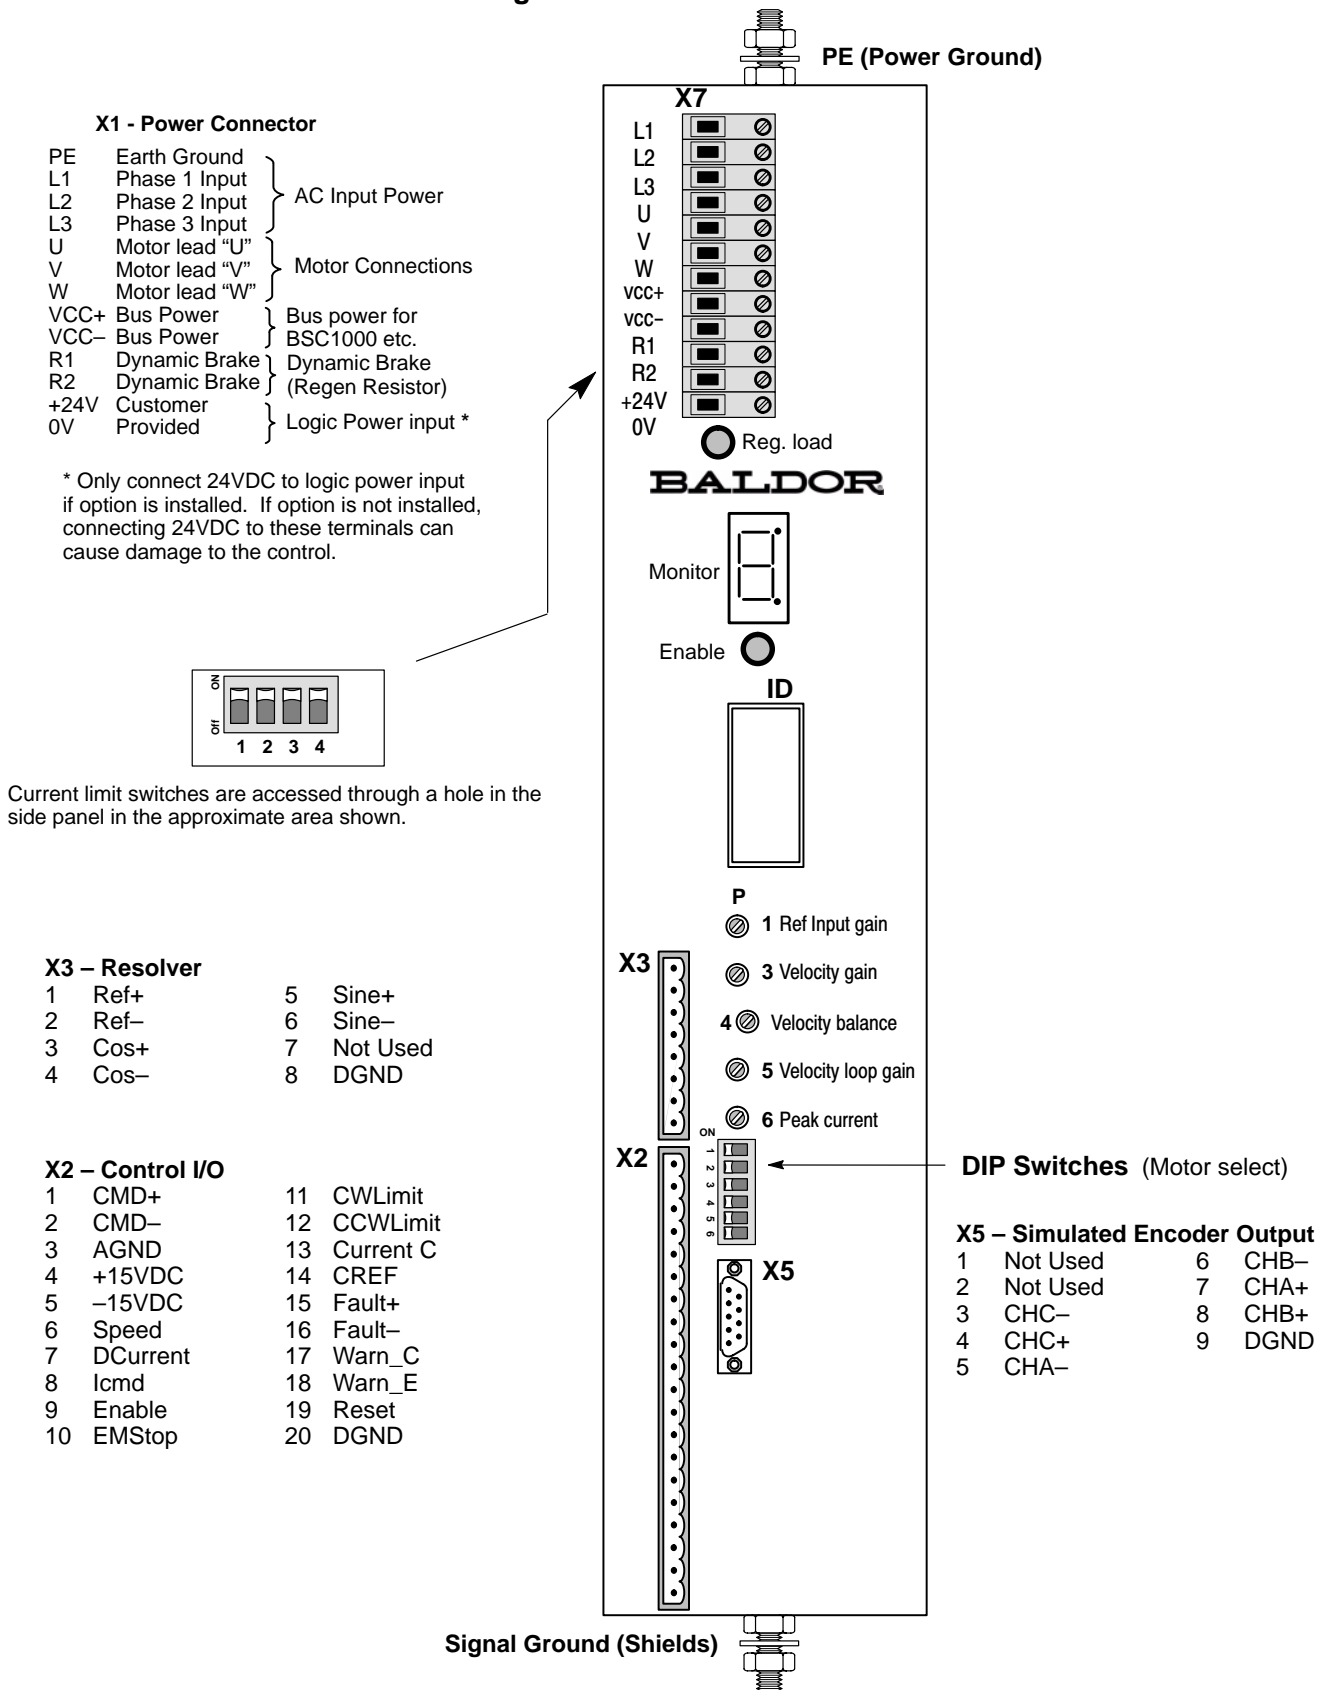 PE (Power Ground)
X7
X1 - Power Connector
PE Earth Ground
L1 Phase 1 Input
L2 Phase 2 Input
L3 Phase 3 Input
AC Input Power
U Motor lead “U”
V Motor lead “V”
W Motor lead “W”
Motor Connections
VCC+ Bus Power
VCC– Bus Power
Bus power for
BSC1000 etc.
R1 Dynamic Brake
R2 Dynamic Brake
Dynamic Brake
(Regen Resistor)
+24V Customer
0V Provided
Logic Power input *
* Only connect 24VDC to logic power input
if option is installed. If option is not installed,
connecting 24VDC to these terminals can
cause damage to the control.
L1
L2
L3
U
V
W
VCC+
VCC–
R1
R2
+24V
0V
Reg. load
BALDOR
Monitor
Enable
ID
ON
Off
1 2 3 4
Current limit switches are accessed through a hole in the
side panel in the approximate area shown.
P
1 Ref Input gain
3 Velocity gain
4 Velocity balance
5 Velocity loop gain
6 Peak current
X3
X3 – Resolver
1 Ref+ 5 Sine+
2 Ref– 6 Sine–
3 Cos+ 7 Not Used
4 Cos– 8 DGND
ON
1
2
3
4
5
6
X2
DIP Switches (Motor select)
X2 – Control I/O
1 CMD+ 11 CWLimit
2 CMD– 12 CCWLimit
3 AGND 13 Current C
4 +15VDC 14 CREF
5 –15VDC 15 Fault+
6 Speed 16 Fault–
7 DCurrent 17 Warn_C
8 Icmd 18 Warn_E
9 Enable 19 Reset
10 EMStop 20 DGND
X5
X5 – Simulated Encoder Output
1 Not Used 6 CHB–
2 Not Used 7 CHA+
3 CHC– 8 CHB+
4 CHC+ 9 DGND
5 CHA–
Signal Ground (Shields)